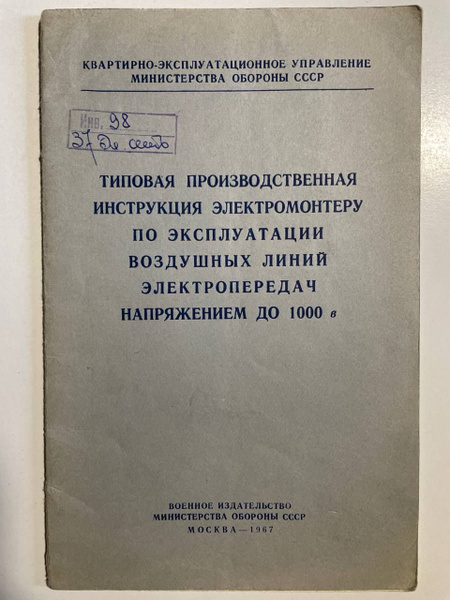 КВАРТИРНО-ЭКСПЛУАТАЦИОННОЕ УПРАВЛЕНИЕ
МИНИСТЕРСТВА ОБОРОНЫ СССР
Инв. 98
37
ТИПОВАЯ ПРОИЗВОДСТВЕННАЯ
ИНСТРУКЦИЯ ЭЛЕКТРОМОНТЕРУ
ПО ЭКСПЛУАТАЦИИ
ВОЗДУШНЫХ ЛИНИЙ
ЭЛЕКТРОПЕРЕДАЧ
НАПРЯЖЕНИЕМ ДО 1000 в
ВОЕННОЕ ИЗДАТЕЛЬСТВО
МИНИСТЕРСТВА ОБОРОНЫ СССР
МОСКВА — 1967